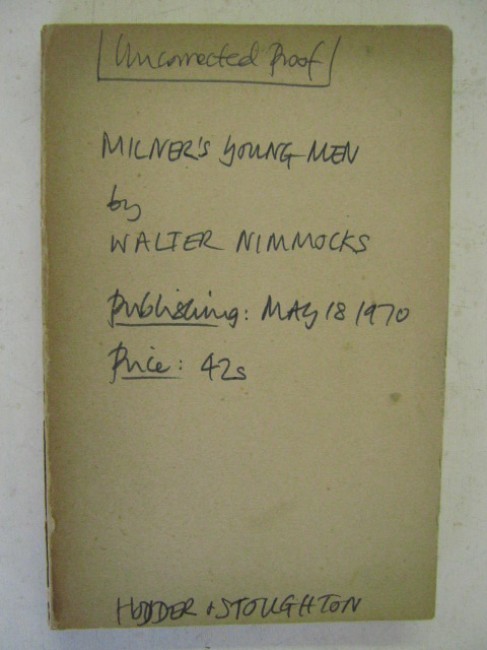 Uncorrected Proof
MILNER'S YOUNG MEN
by
WALTER NIMMOCKS
Publishing: MAY 18 1970
Price: 42s
HODDER + STOUGHTON